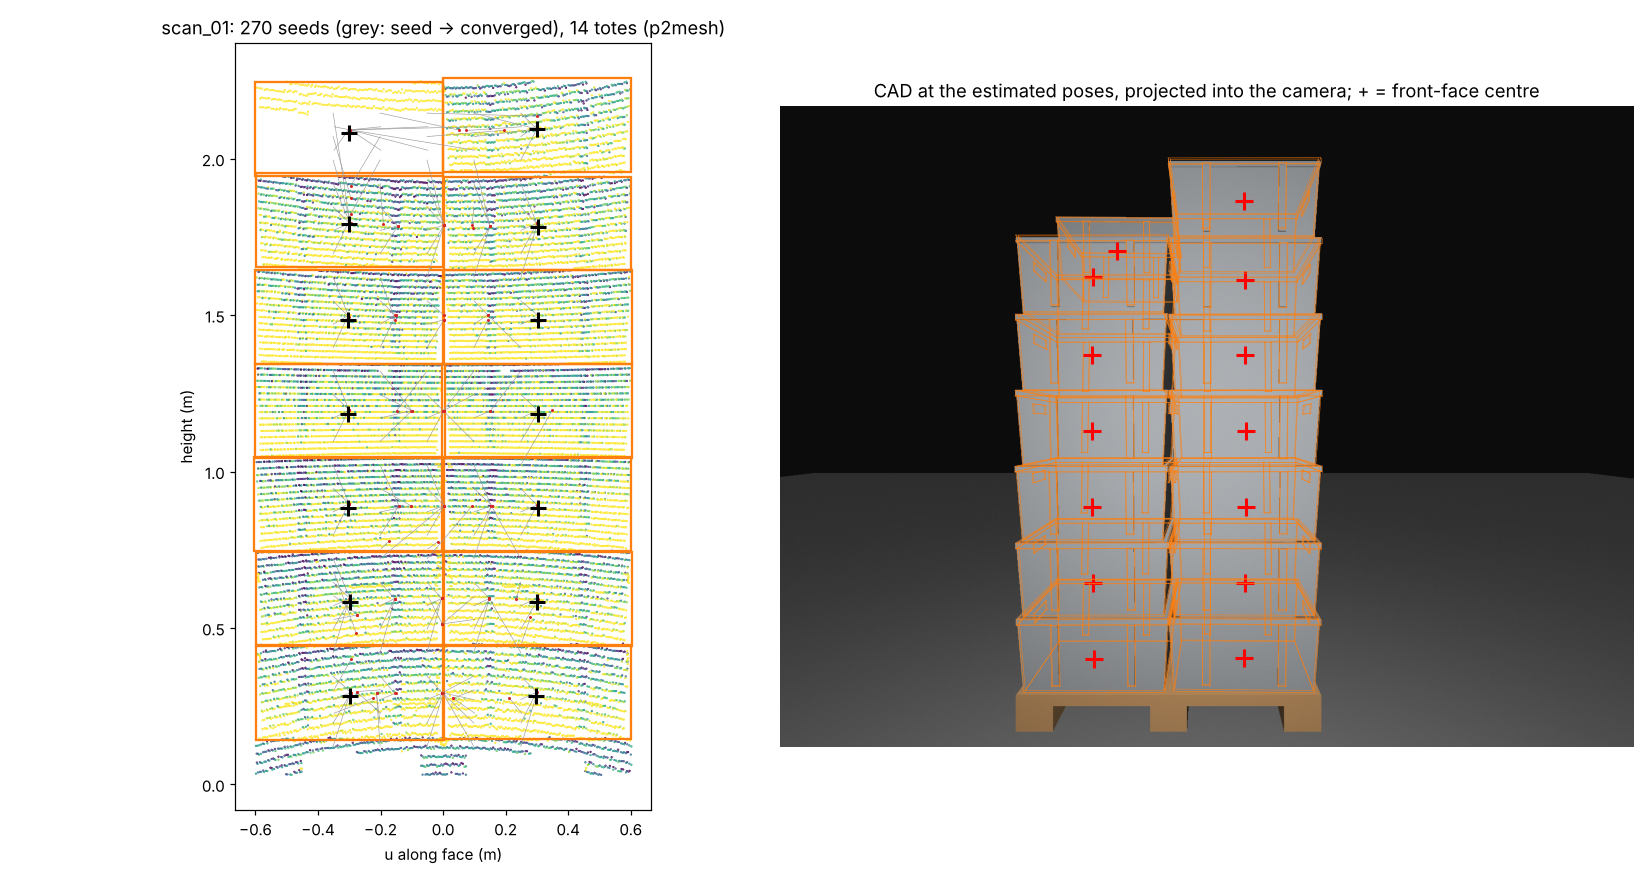 scan_01: 270 seeds (grey: seed → converged), 14 totes (p2mesh)
CAD at the estimated poses, projected into the camera; + = front-face centre
height (m)
2.0
1.5
1.0
0.5
0.0
−0.6 −0.4 −0.2 0.0 0.2 0.4 0.6
u along face (m)